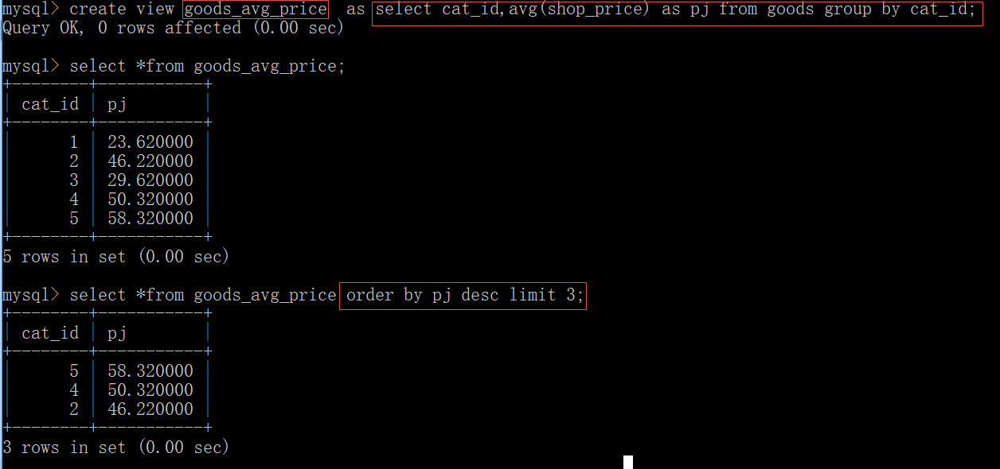 mysql> create view goods_avg_price  as select cat_id,avg(shop_price) as pj from goods group by cat_id;
Query OK, 0 rows affected (0.00 sec)
mysql> select *from goods_avg_price;
+--------+-----------+
| cat_id | pj        |
+--------+-----------+
|      1 | 23.620000 |
|      2 | 46.220000 |
|      3 | 29.620000 |
|      4 | 50.320000 |
|      5 | 58.320000 |
+--------+-----------+
5 rows in set (0.00 sec)
mysql> select *from goods_avg_price order by pj desc limit 3;
+--------+-----------+
| cat_id | pj        |
+--------+-----------+
|      5 | 58.320000 |
|      4 | 50.320000 |
|      2 | 46.220000 |
+--------+-----------+
3 rows in set (0.00 sec)